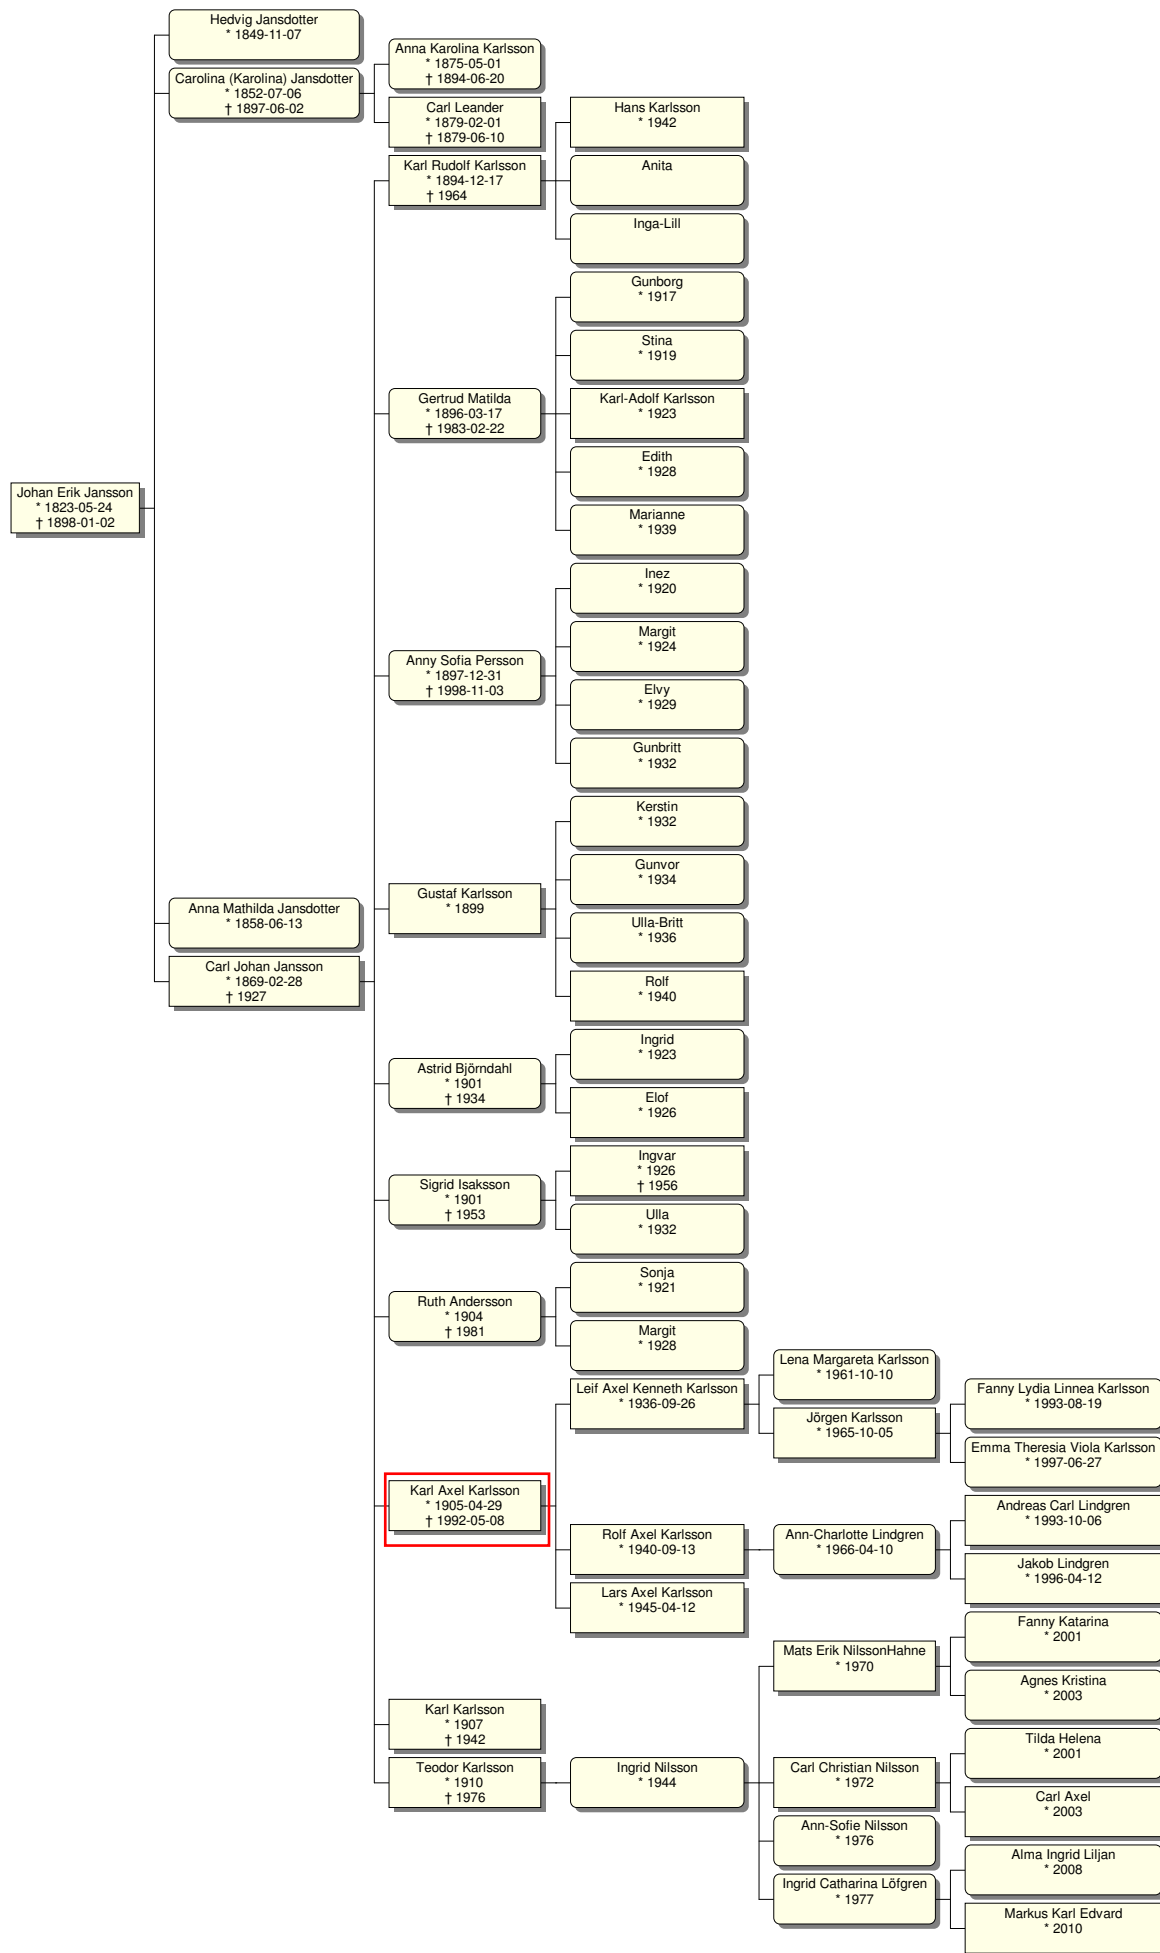 Hedvig Jansdotter
* 1849-11-07
Carolina (Karolina) Jansdotter
* 1852-07-06
† 1897-06-02
Anna Karolina Karlsson
* 1875-05-01
† 1894-06-20
Carl Leander
* 1879-02-01
† 1879-06-10
Karl Rudolf Karlsson
* 1894-12-17
† 1964
Hans Karlsson
* 1942
Anita
Inga-Lill
Gunborg
* 1917
Stina
* 1919
Gertrud Matilda
* 1896-03-17
† 1983-02-22
Karl-Adolf Karlsson
* 1923
Edith
* 1928
Marianne
* 1939
Johan Erik Jansson
* 1823-05-24
† 1898-01-02
Inez
* 1920
Margit
* 1924
Anny Sofia Persson
* 1897-12-31
† 1998-11-03
Elvy
* 1929
Gunbritt
* 1932
Kerstin
* 1932
Gunvor
* 1934
Gustaf Karlsson
* 1899
Ulla-Britt
* 1936
Rolf
* 1940
Anna Mathilda Jansdotter
* 1858-06-13
Carl Johan Jansson
* 1869-02-28
† 1927
Ingrid
* 1923
Astrid Björndahl
* 1901
† 1934
Elof
* 1926
Ingvar
* 1926
† 1956
Sigrid Isaksson
* 1901
† 1953
Ulla
* 1932
Sonja
* 1921
Ruth Andersson
* 1904
† 1981
Margit
* 1928
Leif Axel Kenneth Karlsson
* 1936-09-26
Lena Margareta Karlsson
* 1961-10-10
Jörgen Karlsson
* 1965-10-05
Fanny Lydia Linnea Karlsson
* 1993-08-19
Emma Theresia Viola Karlsson
* 1997-06-27
Karl Axel Karlsson
* 1905-04-29
† 1992-05-08
Rolf Axel Karlsson
* 1940-09-13
Ann-Charlotte Lindgren
* 1966-04-10
Andreas Carl Lindgren
* 1993-10-06
Jakob Lindgren
* 1996-04-12
Lars Axel Karlsson
* 1945-04-12
Mats Erik NilssonHahne
* 1970
Fanny Katarina
* 2001
Agnes Kristina
* 2003
Karl Karlsson
* 1907
† 1942
Teodor Karlsson
* 1910
† 1976
Ingrid Nilsson
* 1944
Carl Christian Nilsson
* 1972
Tilda Helena
* 2001
Carl Axel
* 2003
Ann-Sofie Nilsson
* 1976
Ingrid Catharina Löfgren
* 1977
Alma Ingrid Liljan
* 2008
Markus Karl Edvard
* 2010